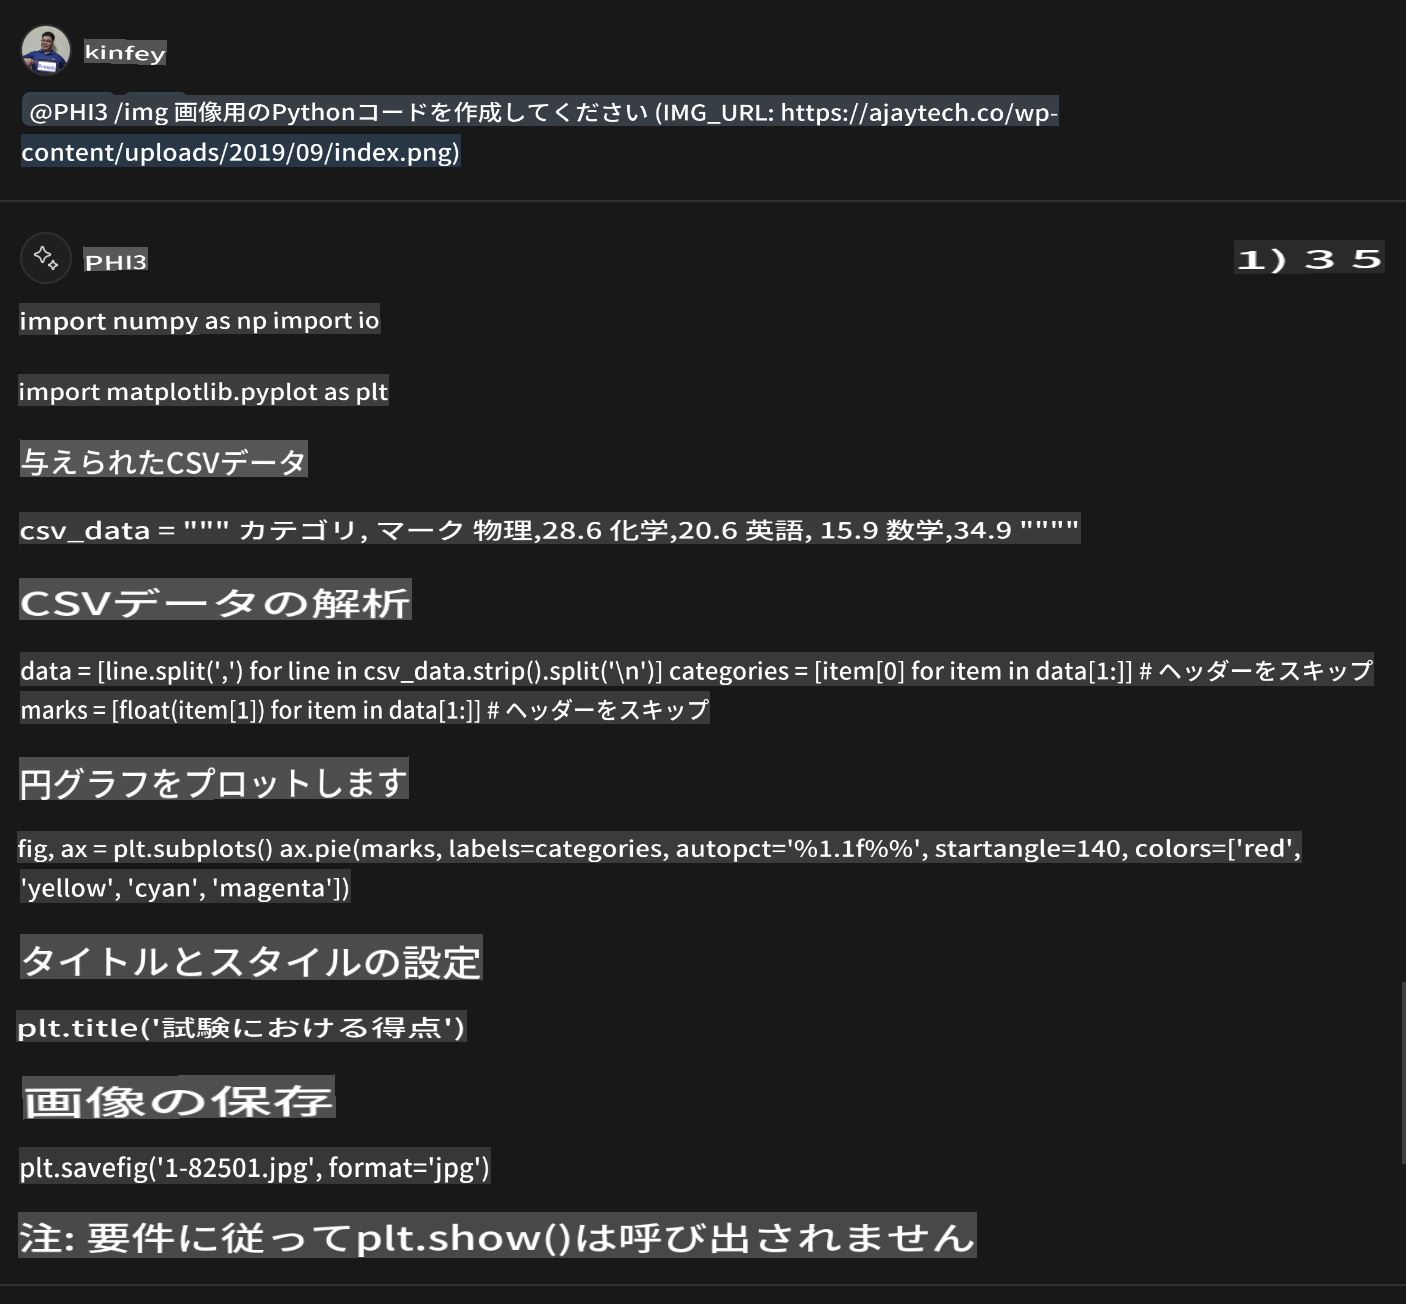 kinfey
@PHI3 /img 画像用のPythonコードを作成してください (IMG_URL: https://ajaytech.co/wp-
content/uploads/2019/09/index.png)
PHI3
1) 3 5
import numpy as np import io
import matplotlib.pyplot as plt
与えられたCSVデータ
csv_data = """ カテゴリ, マーク 物理,28.6 化学,20.6 英語, 15.9 数学,34.9 """"
CSVデータの解析
data = [line.split(',') for line in csv_data.strip().split('\n')] categories = [item[0] for item in data[1:]] # ヘッダーをスキップ
marks = [float(item[1]) for item in data[1:]] # ヘッダーをスキップ
円グラフをプロットします
fig, ax = plt.subplots() ax.pie(marks, labels=categories, autopct='%1.1f%%', startangle=140, colors=['red',
'yellow', 'cyan', 'magenta'])
タイトルとスタイルの設定
plt.title('試験における得点')
画像の保存
plt.savefig('1-82501.jpg', format='jpg')
注: 要件に従ってplt.show()は呼び出されません